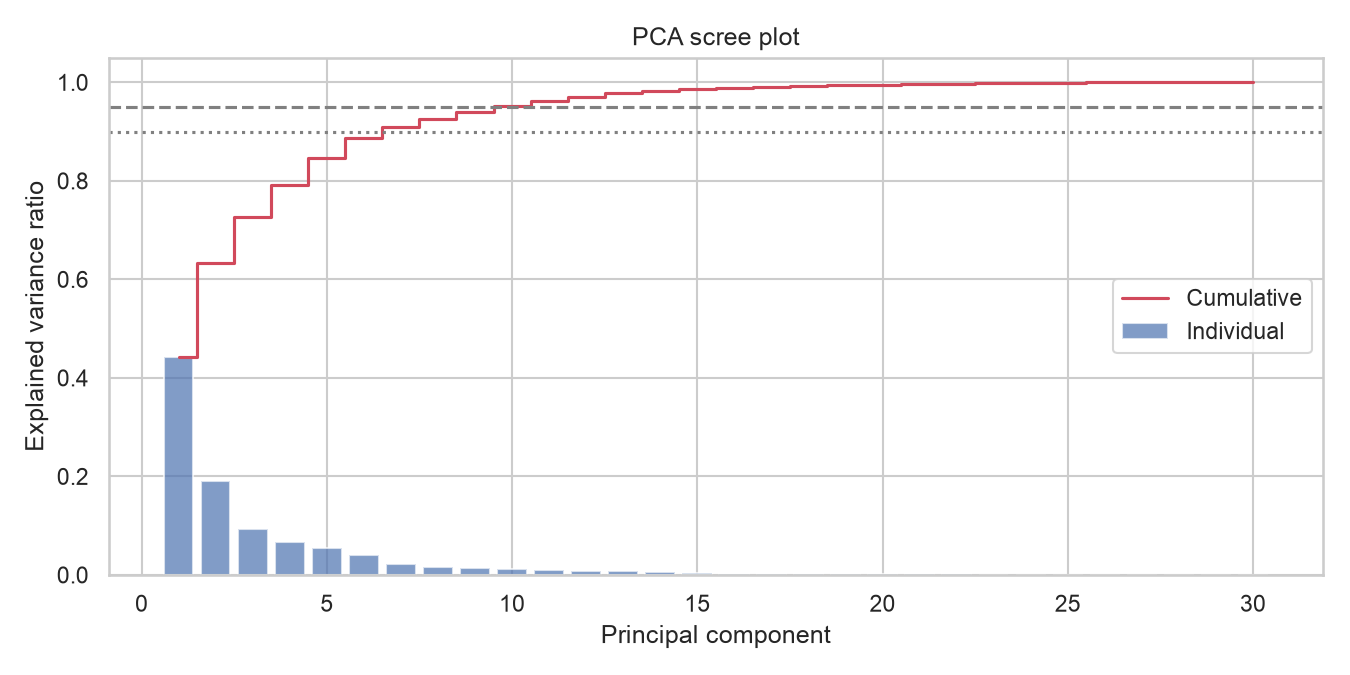 PCA scree plot
Explained variance ratio
1.0
0.8
0.6
0.4
0.2
0.0
Cumulative
Individual
0 5 10 15 20 25 30
Principal component